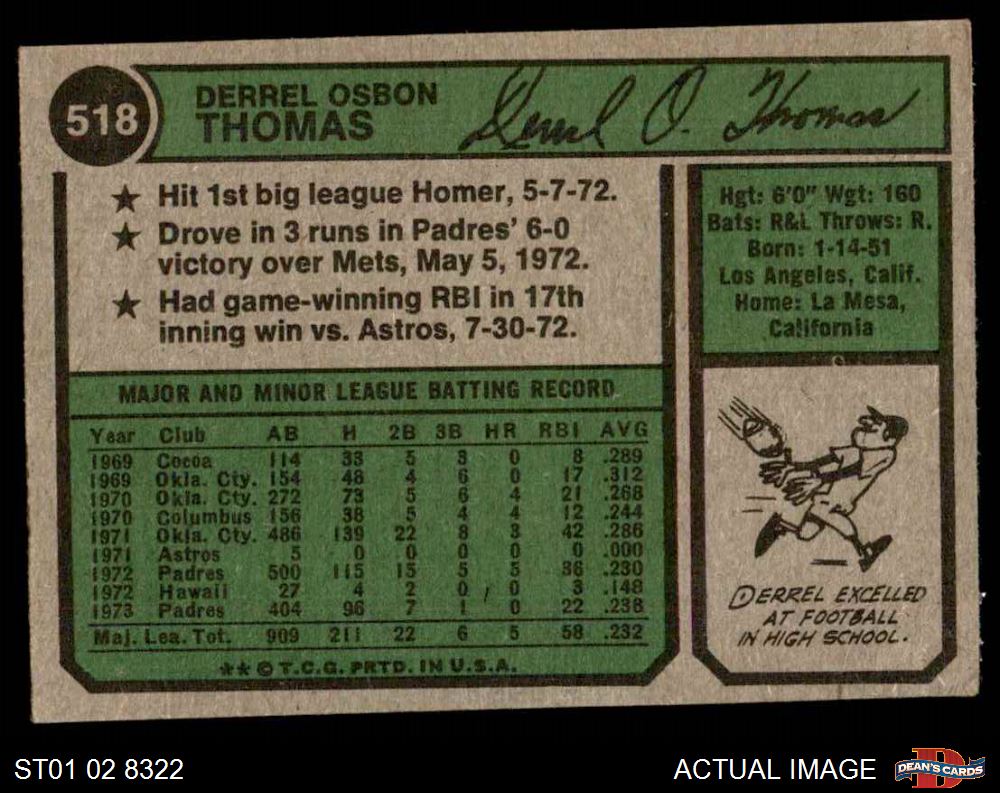 518
DERREL OSBON
THOMAS
Derrel O. Thomas
★ Hit 1st big league Homer, 5-7-72.
★ Drove in 3 runs in Padres' 6-0
victory over Mets, May 5, 1972.
★ Had game-winning RBI in 17th
inning win vs. Astros, 7-30-72.
Hgt: 6'0" Wgt: 160
Bats: R&L Throws: R.
Born: 1-14-51
Los Angeles, Calif.
Home: La Mesa,
California
MAJOR AND MINOR LEAGUE BATTING RECORD
Year Club AB H 2B 3B HR RBI AVG
1969 Cocoa 114 33 5 3 0 8 .289
1969 Okla. Cty. 154 48 4 6 0 17 .312
1970 Okla. Cty. 272 73 5 6 4 21 .268
1970 Columbus 156 38 5 4 4 12 .244
1971 Okla. Cty. 486 139 22 8 3 42 .286
1971 Astros 5 0 0 0 0 0 .000
1972 Padres 500 115 15 5 5 36 .230
1972 Hawaii 27 4 2 0 0 3 .148
1973 Padres 404 96 7 1 0 22 .238
Maj. Lea. Tot. 909 211 22 6 5 58 .232
★★ © T.C.G. PRTD. IN U.S.A.
DERREL EXCELLED
AT FOOTBALL
IN HIGH SCHOOL.
ST01 02 8322
ACTUAL IMAGE
DEAN'S CARDS